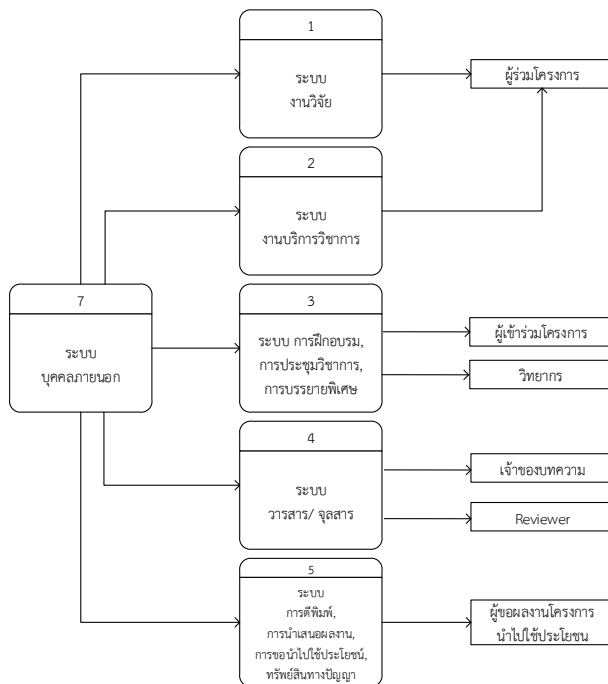 1
ระบบ
งานวิจัย
ผู้ร่วมโครงการ
2
ระบบ
งานบริการวิชาการ
7
ระบบ
บุคคลภายนอก
3
ระบบ การฝึกอบรม,
การประชุมวิชาการ,
การบรรยายพิเศษ
ผู้เข้าร่วมโครงการ
วิทยากร
4
ระบบ
วารสาร/ จุลสาร
เจ้าของบทความ
Reviewer
5
ระบบ
การตีพิมพ์,
การนำเสนอผลงาน,
การขอนำไปใช้ประโยชน์,
ทรัพย์สินทางปัญญา
ผู้ขอผลงานโครงการ
นำไปใช้ประโยชน